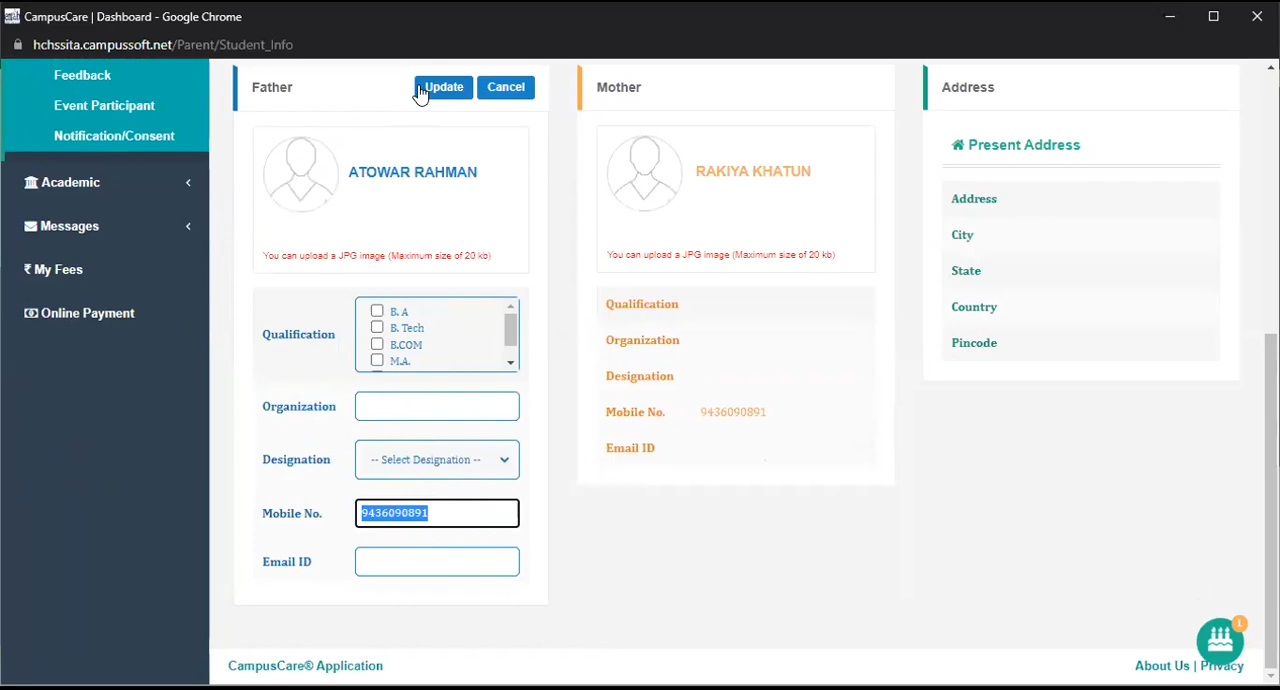 CampusCare | Dashboard - Google Chrome
hchssita.campussoft.net/Parent/Student_Info
Feedback
Event Participant
Notification/Consent
Academic
Messages
₹ My Fees
Online Payment
Father
Update
Cancel
ATOWAR RAHMAN
You can upload a JPG image (Maximum size of 20 kb)
Qualification
B. A
B. Tech
B.COM
M.A.
Organization
Designation
-- Select Designation --
Mobile No.
9436090891
Email ID
Mother
RAKIYA KHATUN
You can upload a JPG image (Maximum size of 20 kb)
Qualification
Organization
Designation
Mobile No. 9436090891
Email ID
Address
Present Address
Address
City
State
Country
Pincode
1
CampusCare® Application
About Us | Privacy